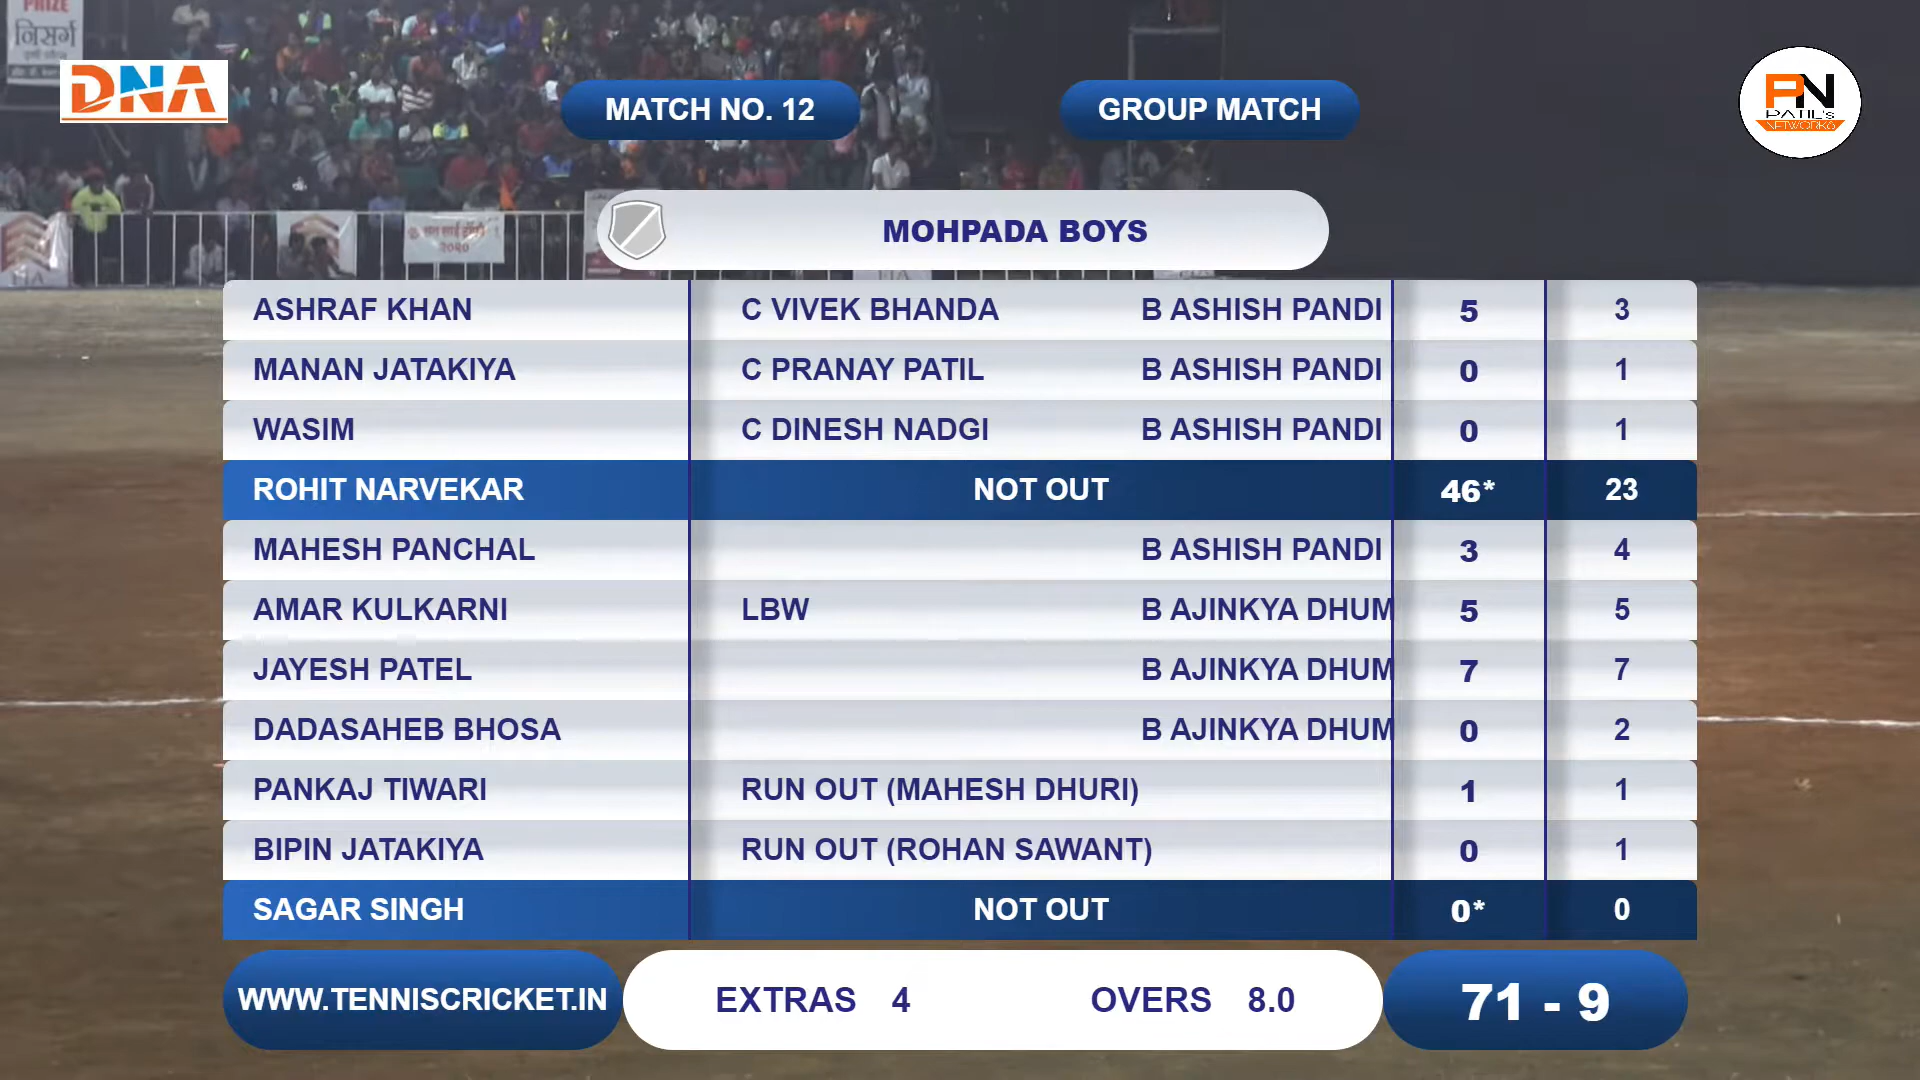 PRIZE
निसर्ग
DNA
MATCH NO. 12
GROUP MATCH
PN
PATIL's
NETWORKS
MOHPADA BOYS
२०२०
ASHRAF KHAN C VIVEK BHANDA B ASHISH PANDI 5 3
MANAN JATAKIYA C PRANAY PATIL B ASHISH PANDI 0 1
WASIM C DINESH NADGI B ASHISH PANDI 0 1
ROHIT NARVEKAR NOT OUT 46* 23
MAHESH PANCHAL B ASHISH PANDI 3 4
AMAR KULKARNI LBW B AJINKYA DHUM 5 5
JAYESH PATEL B AJINKYA DHUM 7 7
DADASAHEB BHOSA B AJINKYA DHUM 0 2
PANKAJ TIWARI RUN OUT (MAHESH DHURI) 1 1
BIPIN JATAKIYA RUN OUT (ROHAN SAWANT) 0 1
SAGAR SINGH NOT OUT 0* 0
WWW.TENNISCRICKET.IN EXTRAS 4 OVERS 8.0 71 - 9